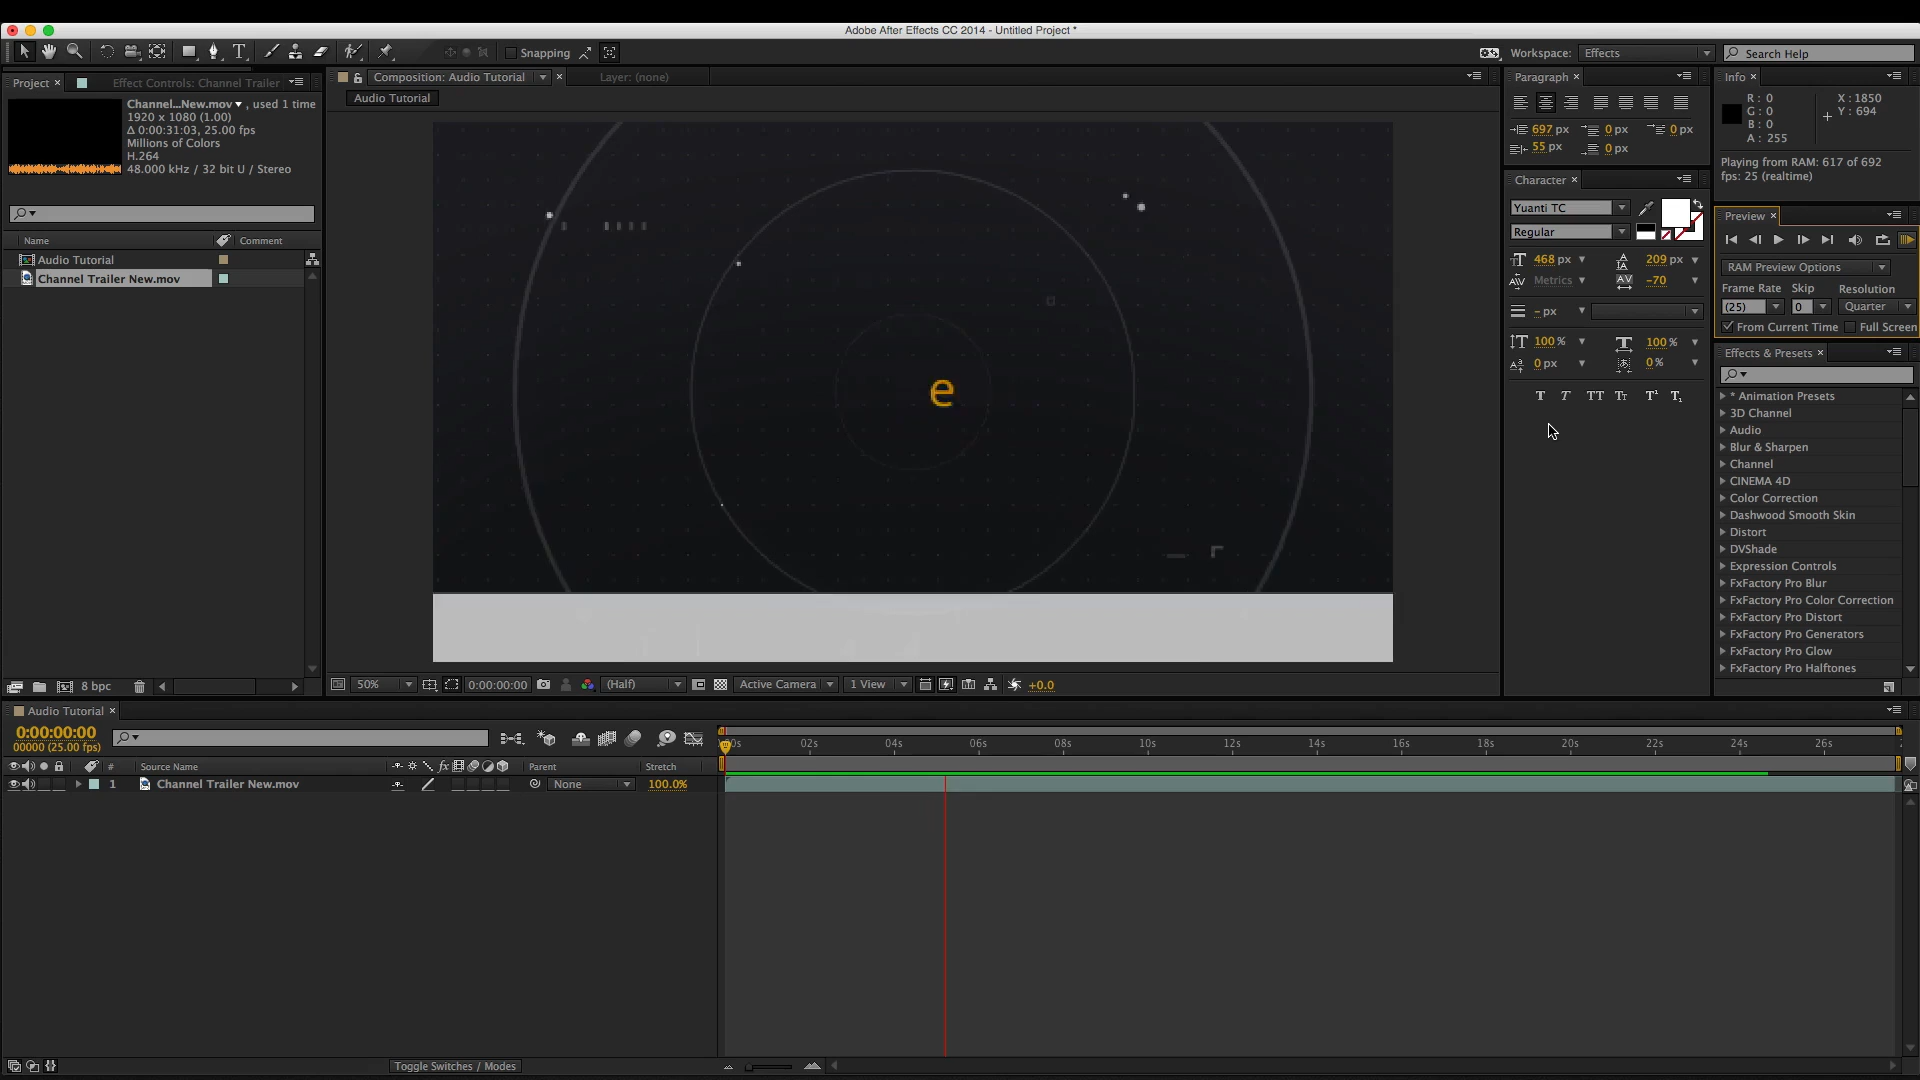 Adobe After Effects CC 2014 - Untitled Project *
Snapping
Workspace: Effects
Search Help
Project ×
Effect Controls: Channel Trailer
Channel...New.mov▼, used 1 time
1920 x 1080 (1.00)
Δ 0:00:31:03, 25.00 fps
Millions of Colors
H.264
48.000 kHz / 32 bit U / Stereo
Name
Comment
Audio Tutorial
Channel Trailer New.mov
8 bpc
Composition: Audio Tutorial
Layer: (none)
Audio Tutorial
e
50%
0:00:00:00
(Half)
Active Camera
1 View
+0.0
Paragraph ×
697 px
0 px
0 px
55 px
0 px
Character ×
Yuanti TC
Regular
468 px
209 px
Metrics
-70
- px
100 %
100 %
0 px
0 %
T T TT Tt T¹ T₁
Info ×
R : 0
G : 0
B : 0
A : 255
X : 1850
Y : 694
Playing from RAM: 617 of 692
fps: 25 (realtime)
Preview ×
RAM Preview Options
Frame Rate Skip Resolution
(25) 0 Quarter
From Current Time Full Screen
Effects & Presets ×
* Animation Presets
3D Channel
Audio
Blur & Sharpen
Channel
CINEMA 4D
Color Correction
Dashwood Smooth Skin
Distort
DVShade
Expression Controls
FxFactory Pro Blur
FxFactory Pro Color Correction
FxFactory Pro Distort
FxFactory Pro Generators
FxFactory Pro Glow
FxFactory Pro Halftones
Audio Tutorial ×
0:00:00:00
00000 (25.00 fps)
# Source Name
fx
Parent
Stretch
1 Channel Trailer New.mov
None
100.0%
00s 02s 04s 06s 08s 10s 12s 14s 16s 18s 20s 22s 24s 26s
Toggle Switches / Modes